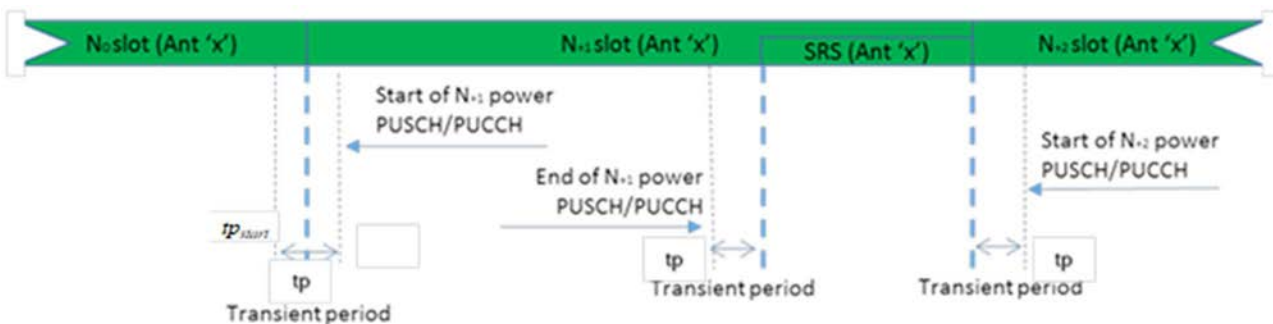 N₀ slot (Ant ‘x’) N₊₁ slot (Ant ‘x’) SRS (Ant ‘x’) N₊₂ slot (Ant ‘x’)
Start of N₊₁ power
PUSCH/PUCCH
Start of N₊₂ power
PUSCH/PUCCH
End of N₊₁ power
PUSCH/PUCCH
tp_start
tp
Transient period
tp
Transient period
tp
Transient period